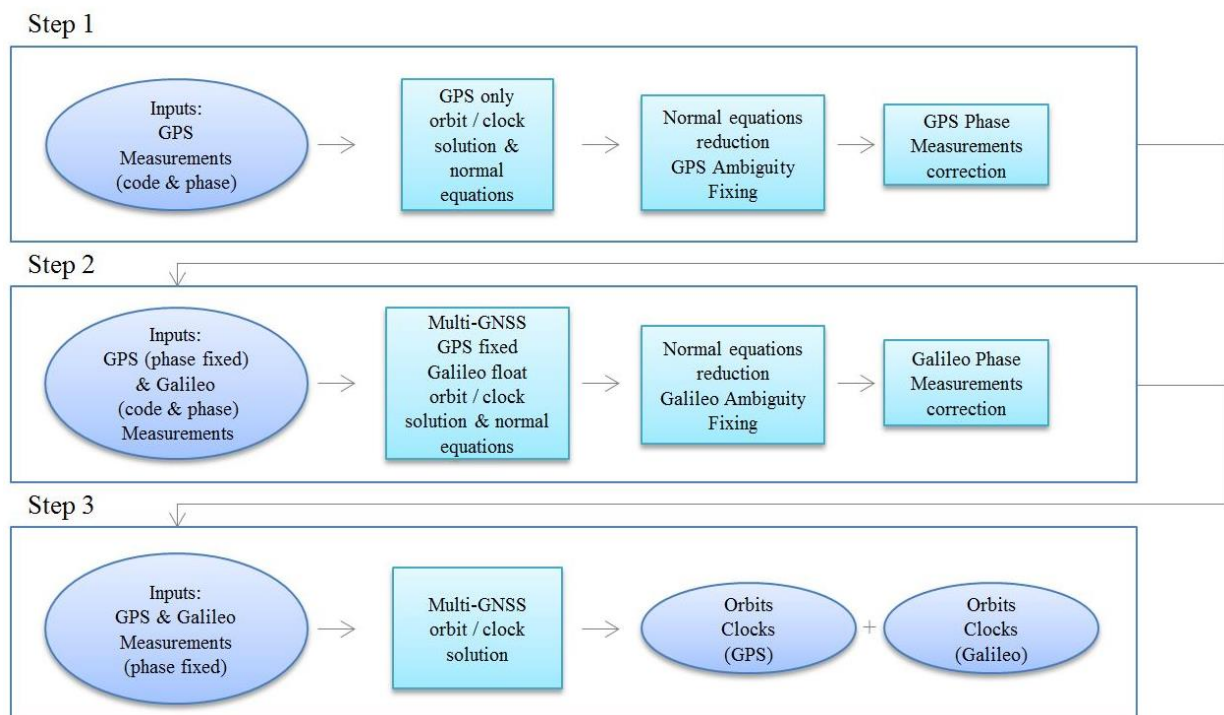 Step 1
Inputs:
GPS
Measurements
(code & phase)
GPS only
orbit / clock
solution &
normal
equations
Normal equations
reduction
GPS Ambiguity
Fixing
GPS Phase
Measurements
correction
Step 2
Inputs:
GPS (phase fixed)
& Galileo
(code & phase)
Measurements
Multi-GNSS
GPS fixed
Galileo float
orbit / clock
solution & normal
equations
Normal equations
reduction
Galileo Ambiguity
Fixing
Galileo Phase
Measurements
correction
Step 3
Inputs:
GPS & Galileo
Measurements
(phase fixed)
Multi-GNSS
orbit / clock
solution
Orbits
Clocks
(GPS)
+
Orbits
Clocks
(Galileo)